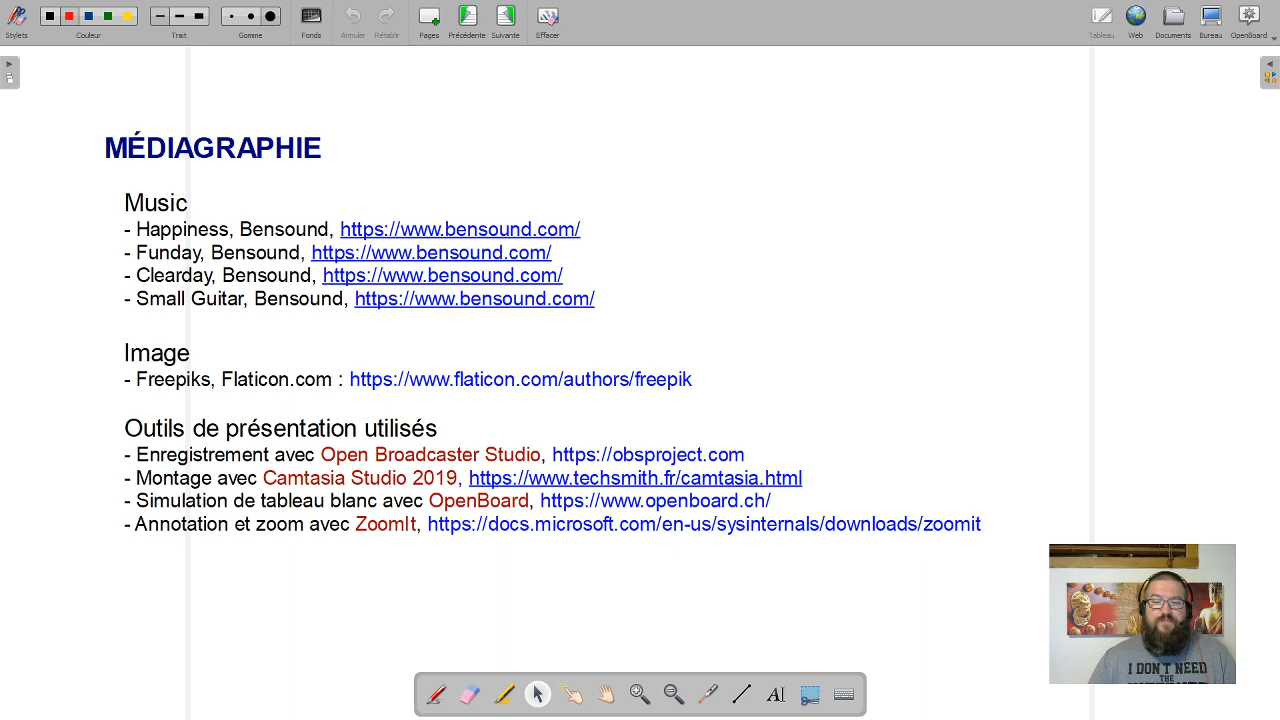 Stylets
Couleur
Trait
Gomme
Fonds
Annuler
Rétablir
Pages
Précédente
Suivante
Effacer
Tableau
Web
Documents
Bureau
OpenBoard
MÉDIAGRAPHIE
Music
- Happiness, Bensound, https://www.bensound.com/
- Funday, Bensound, https://www.bensound.com/
- Clearday, Bensound, https://www.bensound.com/
- Small Guitar, Bensound, https://www.bensound.com/
Image
- Freepiks, Flaticon.com : https://www.flaticon.com/authors/freepik
Outils de présentation utilisés
- Enregistrement avec Open Broadcaster Studio, https://obsproject.com
- Montage avec Camtasia Studio 2019, https://www.techsmith.fr/camtasia.html
- Simulation de tableau blanc avec OpenBoard, https://www.openboard.ch/
- Annotation et zoom avec ZoomIt, https://docs.microsoft.com/en-us/sysinternals/downloads/zoomit
I DON'T NEED
THE